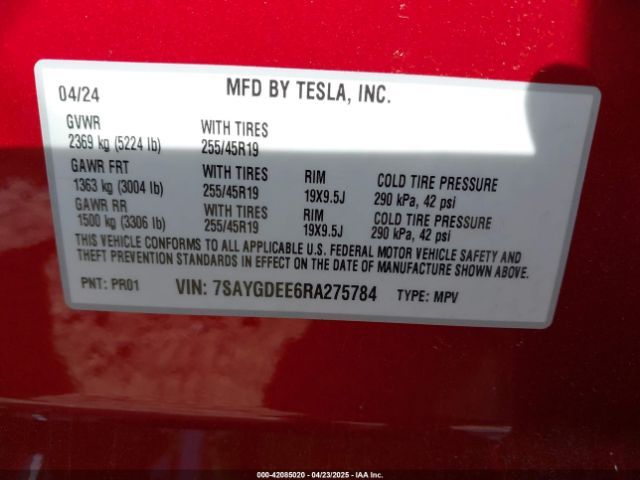 04/24 MFD BY TESLA, INC.
GVWR WITH TIRES
2369 kg (5224 lb) 255/45R19
GAWR FRT WITH TIRES RIM COLD TIRE PRESSURE
1363 kg (3004 lb) 255/45R19 19X9.5J 290 kPa, 42 psi
GAWR RR WITH TIRES RIM COLD TIRE PRESSURE
1500 kg (3306 lb) 255/45R19 19X9.5J 290 kPa, 42 psi
THIS VEHICLE CONFORMS TO ALL APPLICABLE U.S. FEDERAL MOTOR VEHICLE SAFETY AND
THEFT PREVENTION STANDARDS IN EFFECT ON THE DATE OF MANUFACTURE SHOWN ABOVE.
PNT: PR01 VIN: 7SAYGDEE6RA275784 TYPE: MPV
000-42085020 - 04/23/2025 - IAA Inc.